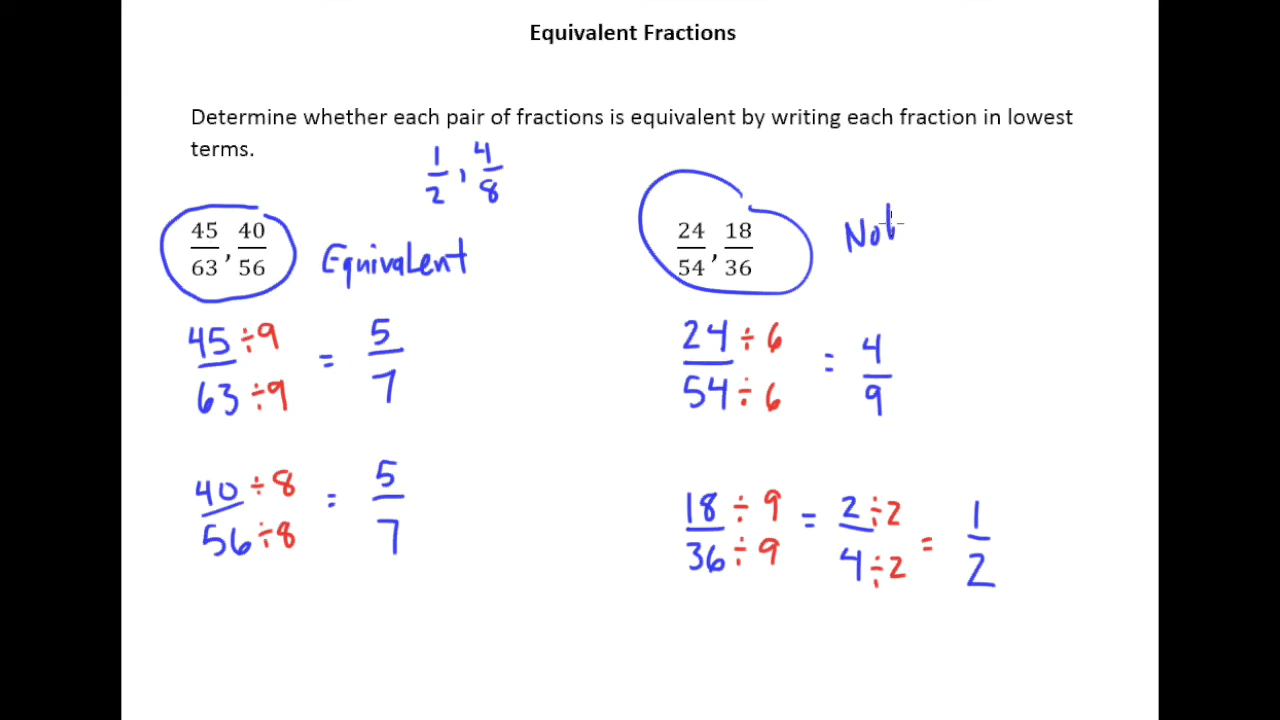 Equivalent Fractions
Determine whether each pair of fractions is equivalent by writing each fraction in lowest
terms.
1/2 , 4/8
45/63 , 40/56 Equivalent
24/54 , 18/36 Not
45÷9/63÷9 = 5/7
24÷6/54÷6 = 4/9
40÷8/56÷8 = 5/7
18÷9/36÷9 = 2÷2/4÷2 = 1/2